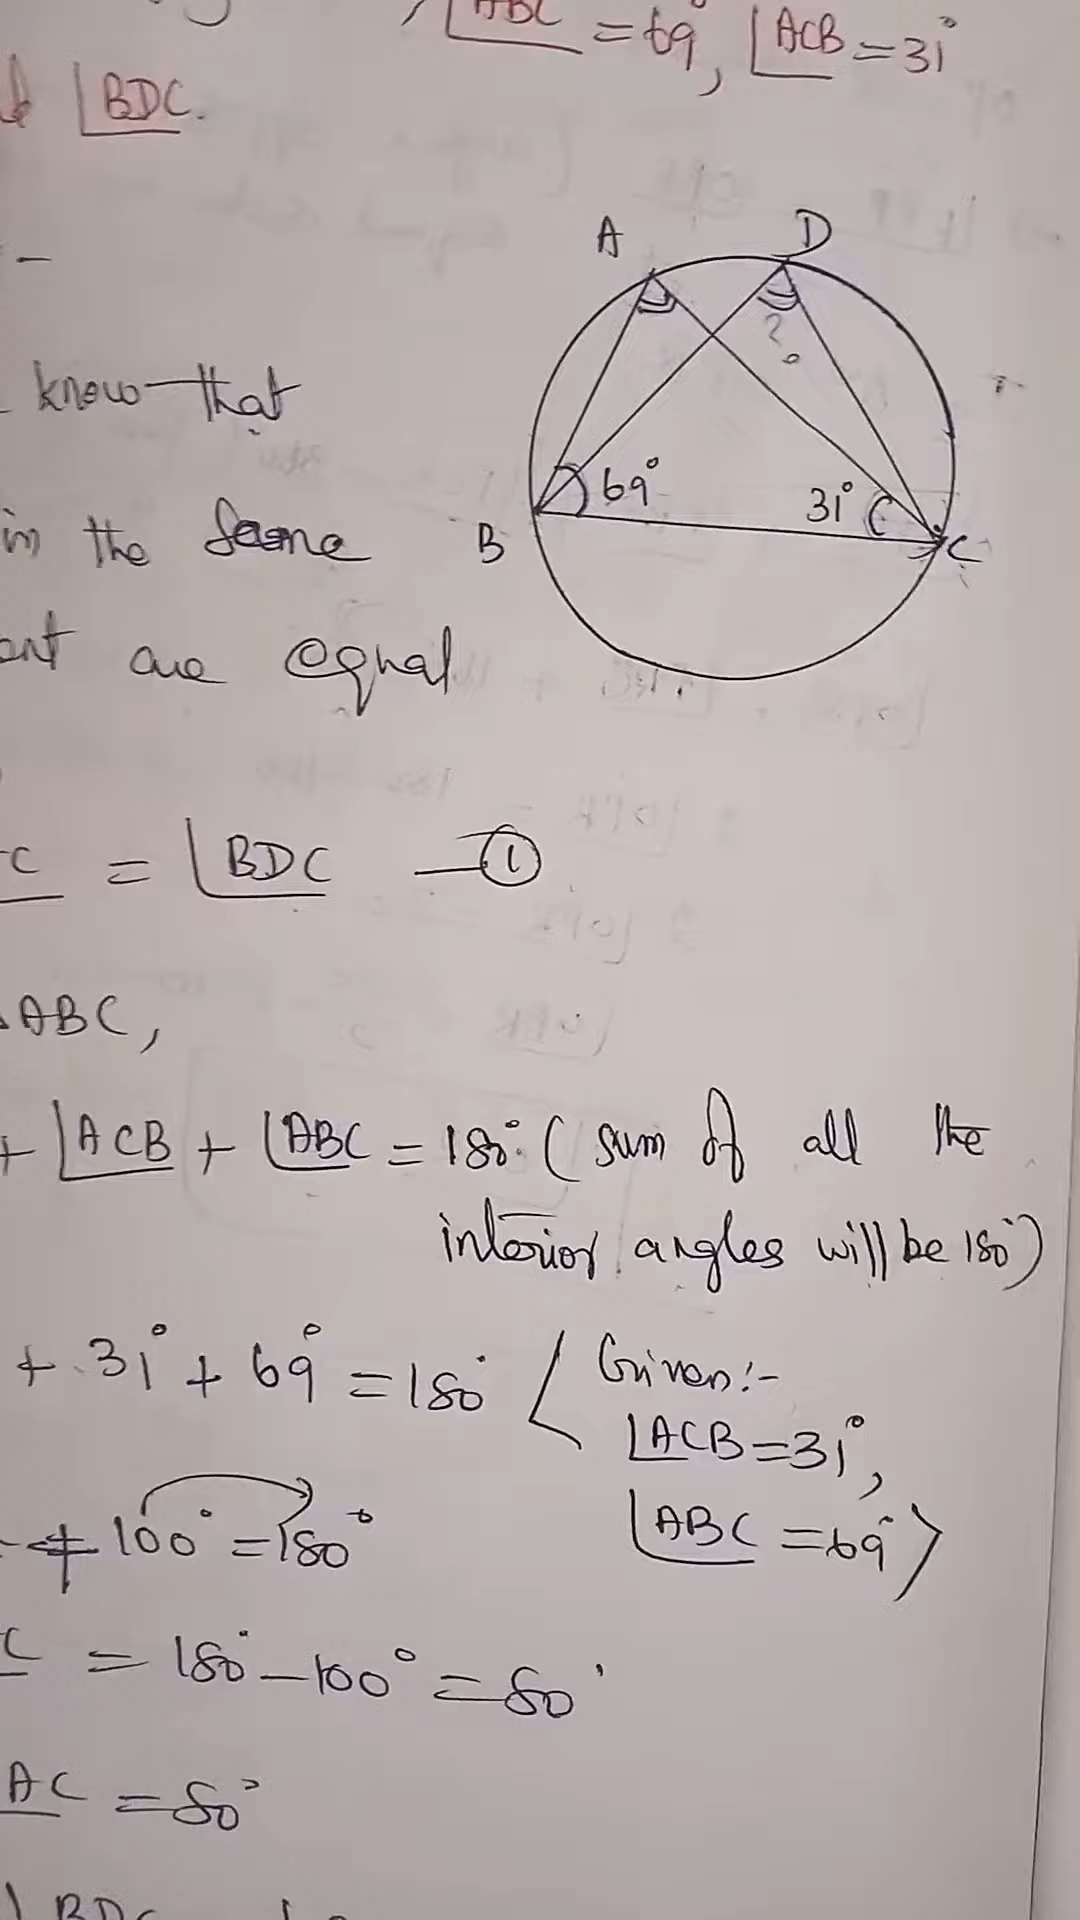 ∠ABC = 69°, ∠ACB = 31°
∠BDC.
A D
?
69° 31°
B C
know that
in the same
are equal
C = ∠BDC —①
ABC,
+ ∠ACB + ∠ABC = 180° (sum of all the
interior angles will be 180°)
+ 31° + 69° = 180° < Given:-
∠ACB = 31°,
+ 100° = 180°
∠ABC = 69° >
C = 180° - 100° = 80°
AC = 80°